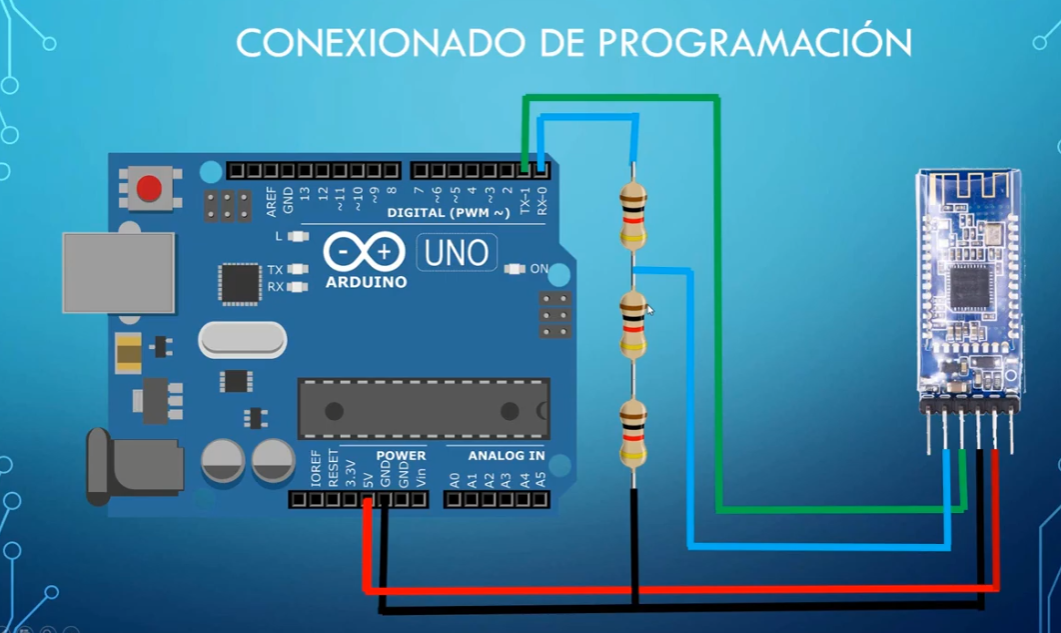 CONEXIONADO DE PROGRAMACIÓN
AREF
GND
13
12
~11
~10
~9
8
7
~6
~5
4
~3
2
TX→1
RX←0
DIGITAL (PWM ~)
L
TX
RX
ARDUINO
UNO
ON
POWER
ANALOG IN
IOREF
RESET
3.3V
5V
GND
GND
Vin
A0
A1
A2
A3
A4
A5